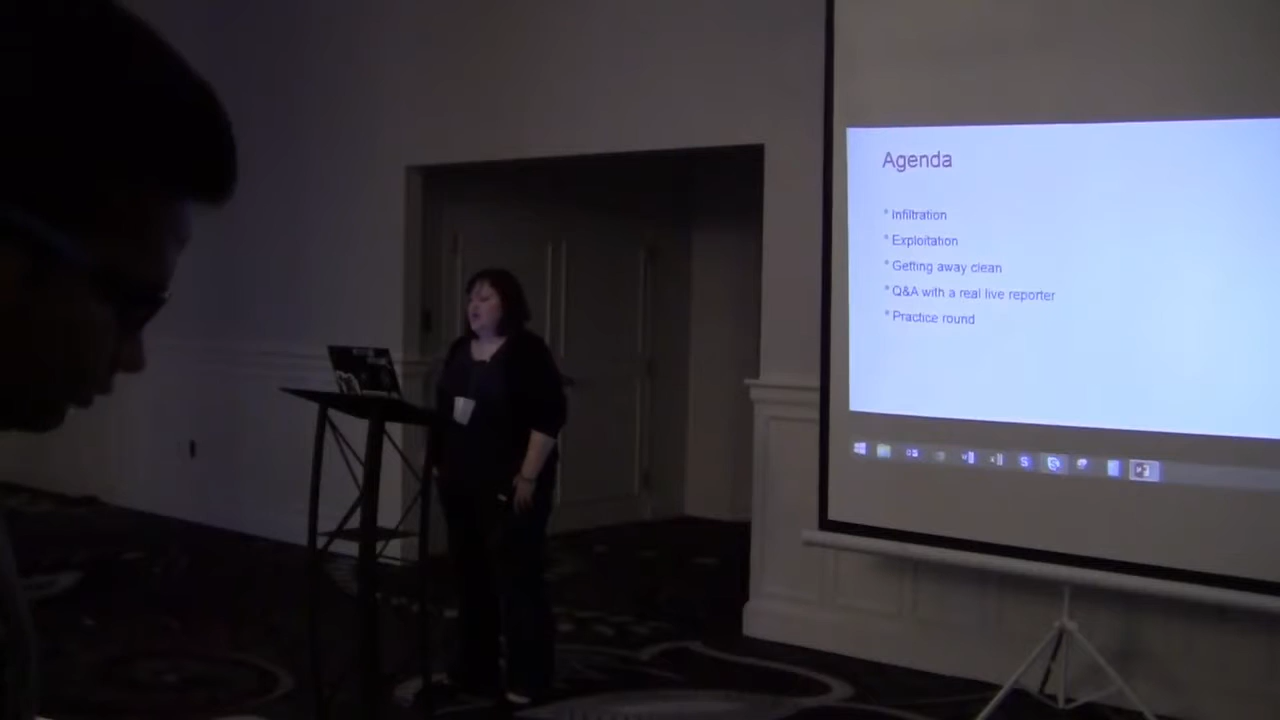 Agenda
* Infiltration
* Exploitation
* Getting away clean
* Q&A with a real live reporter
* Practice round